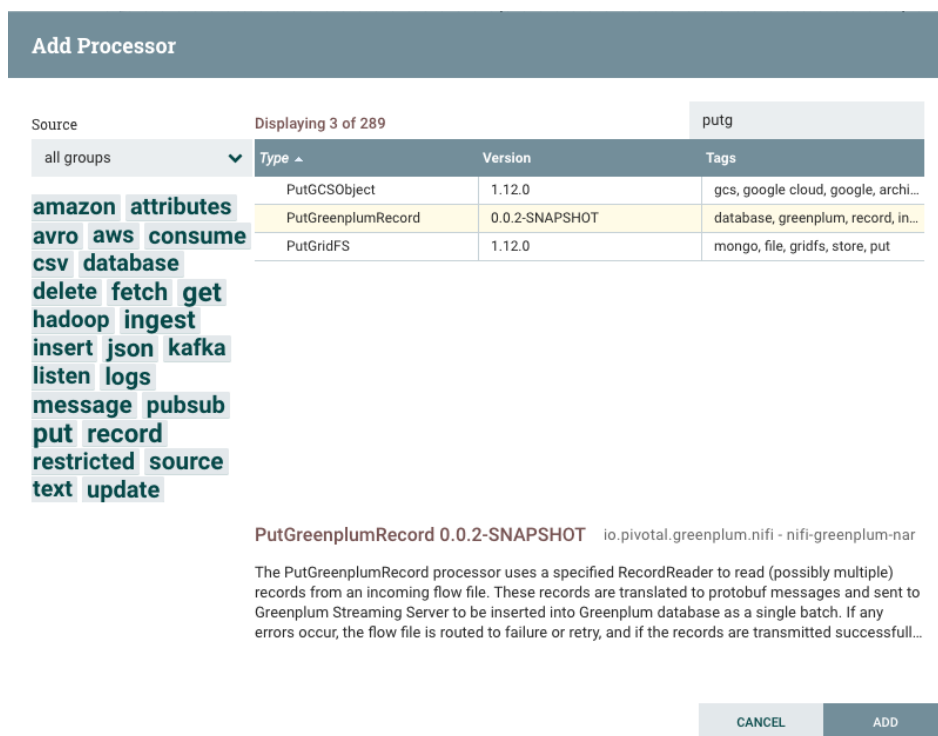 Add Processor
Source
Displaying 3 of 289
putg
all groups
Type
Version
Tags
PutGCSObject
1.12.0
gcs, google cloud, google, archi...
PutGreenplumRecord
0.0.2-SNAPSHOT
database, greenplum, record, in...
PutGridFS
1.12.0
mongo, file, gridfs, store, put
amazon attributes
avro aws consume
csv database
delete fetch get
hadoop ingest
insert json kafka
listen logs
message pubsub
put record
restricted source
text update
PutGreenplumRecord 0.0.2-SNAPSHOT io.pivotal.greenplum.nifi - nifi-greenplum-nar
The PutGreenplumRecord processor uses a specified RecordReader to read (possibly multiple)
records from an incoming flow file. These records are translated to protobuf messages and sent to
Greenplum Streaming Server to be inserted into Greenplum database as a single batch. If any
errors occur, the flow file is routed to failure or retry, and if the records are transmitted successfull...
CANCEL
ADD